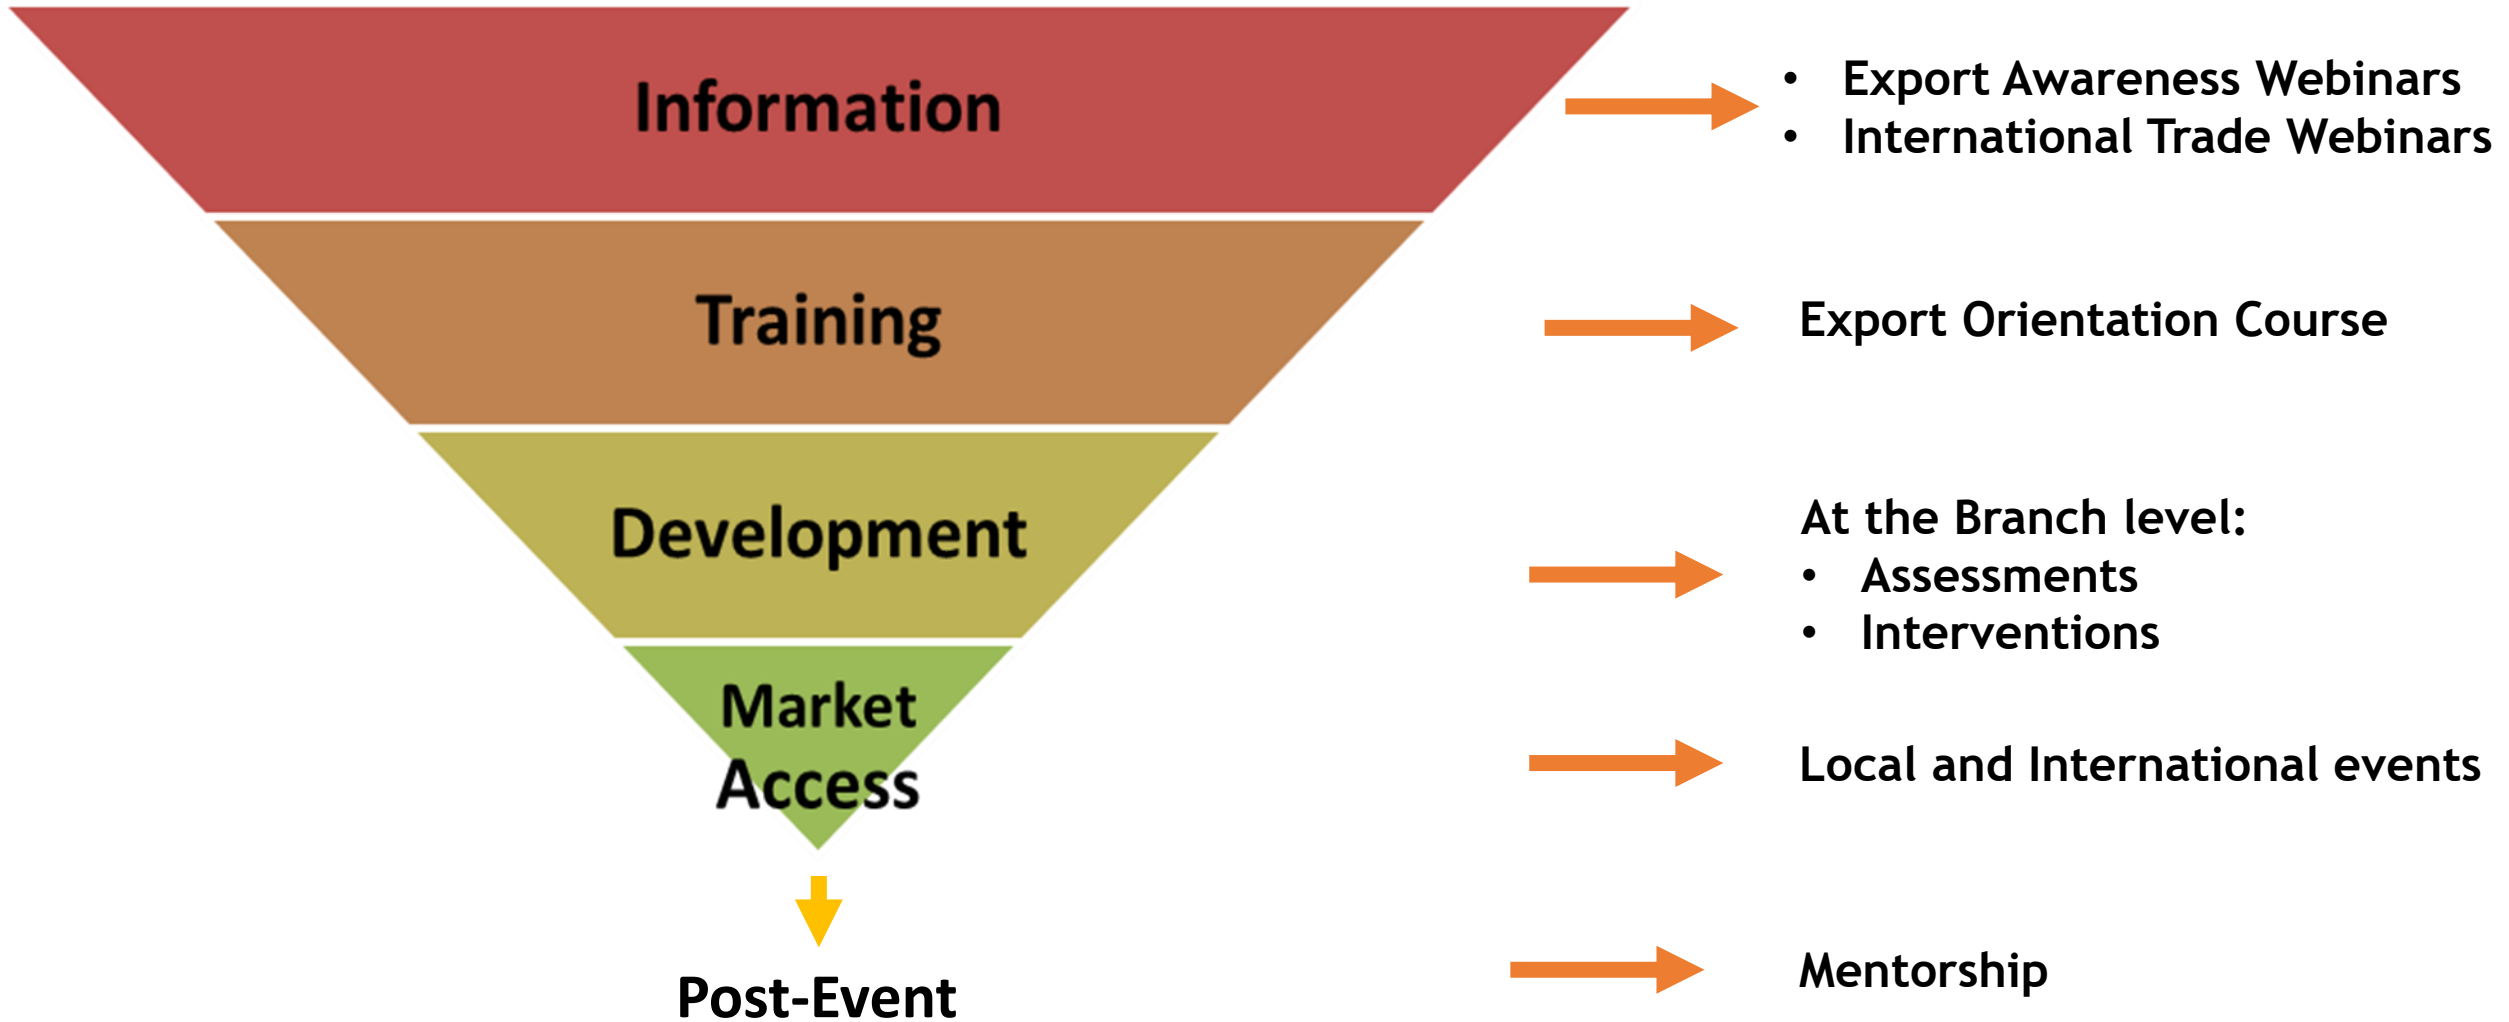 Information
• Export Awareness Webinars
• International Trade Webinars
Training
Export Orientation Course
Development
At the Branch level:
• Assessments
• Interventions
Market
Access
Local and International events
Post-Event
Mentorship